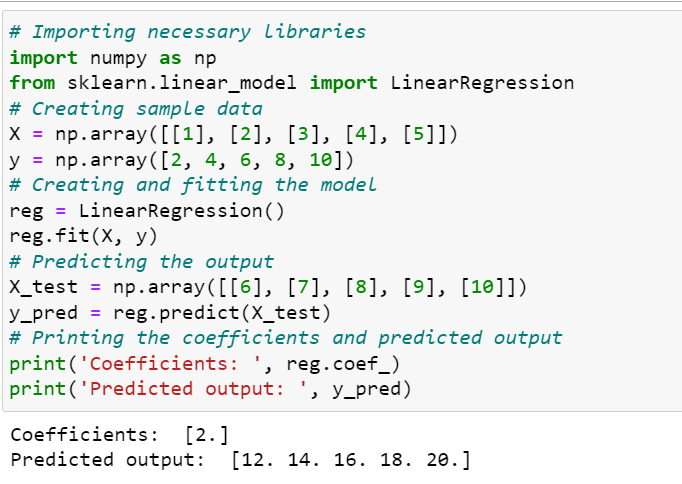 # Importing necessary libraries
import numpy as np
from sklearn.linear_model import LinearRegression
# Creating sample data
X = np.array([[1], [2], [3], [4], [5]])
y = np.array([2, 4, 6, 8, 10])
# Creating and fitting the model
reg = LinearRegression()
reg.fit(X, y)
# Predicting the output
X_test = np.array([[6], [7], [8], [9], [10]])
y_pred = reg.predict(X_test)
# Printing the coefficients and predicted output
print('Coefficients: ', reg.coef_)
print('Predicted output: ', y_pred)
Coefficients:  [2.]
Predicted output:  [12. 14. 16. 18. 20.]